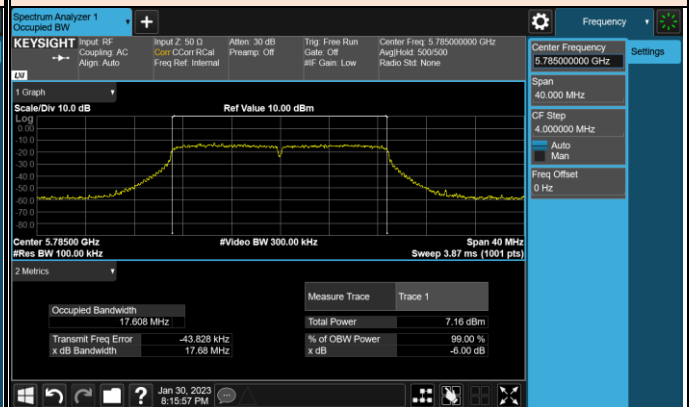 Spectrum Analyzer 1
Occupied BW
KEYSIGHT
Input: RF
Coupling: AC
Align: Auto
Input Z: 50 Ω
Corr CCorr RCal
Freq Ref: Internal
Atten: 30 dB
Preamp: Off
Trig: Free Run
Gate: Off
#IF Gain: Low
Center Freq: 5.785000000 GHz
Avg|Hold: 500/500
Radio Std: None
LXI
1 Graph
Scale/Div 10.0 dB
Ref Value 10.00 dBm
Log
0.00
-10.0
-20.0
-30.0
-40.0
-50.0
-60.0
-70.0
-80.0
Center 5.78500 GHz
#Res BW 100.00 kHz
#Video BW 300.00 kHz
Span 40 MHz
Sweep 3.87 ms (1001 pts)
2 Metrics
Occupied Bandwidth
17.608 MHz
Transmit Freq Error -43.828 kHz
x dB Bandwidth 17.68 MHz
Measure Trace Trace 1
Total Power 7.16 dBm
% of OBW Power 99.00 %
x dB -6.00 dB
Jan 30, 2023
8:15:57 PM
Frequency
Settings
Center Frequency
5.785000000 GHz
Span
40.000 MHz
CF Step
4.000000 MHz
Auto
Man
Freq Offset
0 Hz